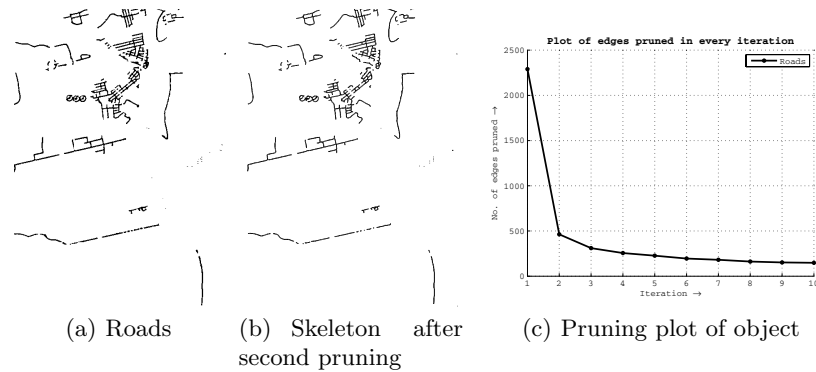 Plot of edges pruned in every iteration
Roads
No. of edges pruned →
2500
2000
1500
1000
500
0
1 2 3 4 5 6 7 8 9 10
Iteration →
(a) Roads
(b) Skeleton after
second pruning
(c) Pruning plot of object